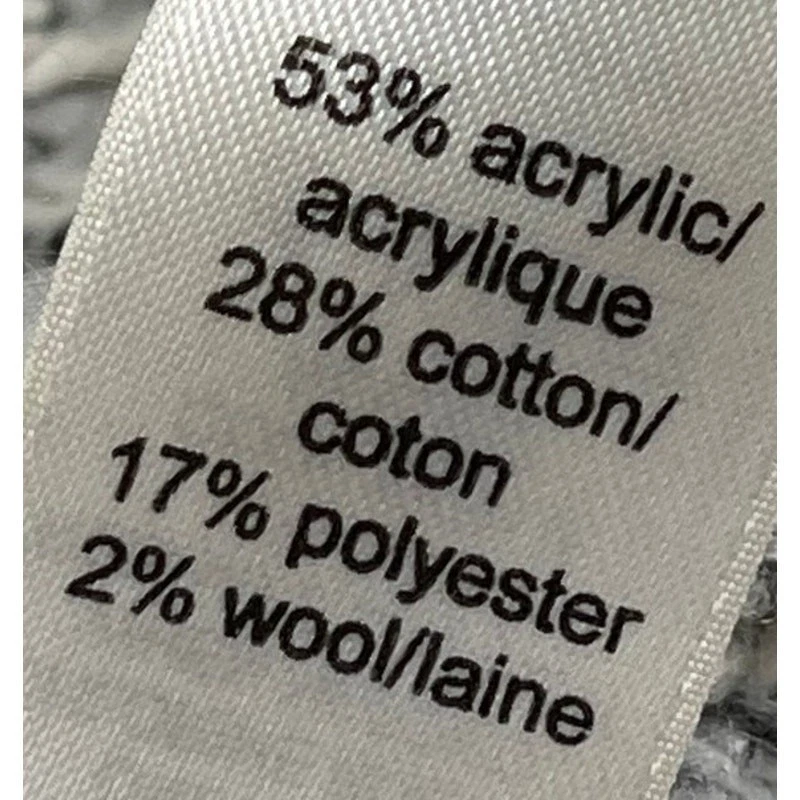 53% acrylic/
acrylique
28% cotton/
coton
17% polyester
2% wool/laine